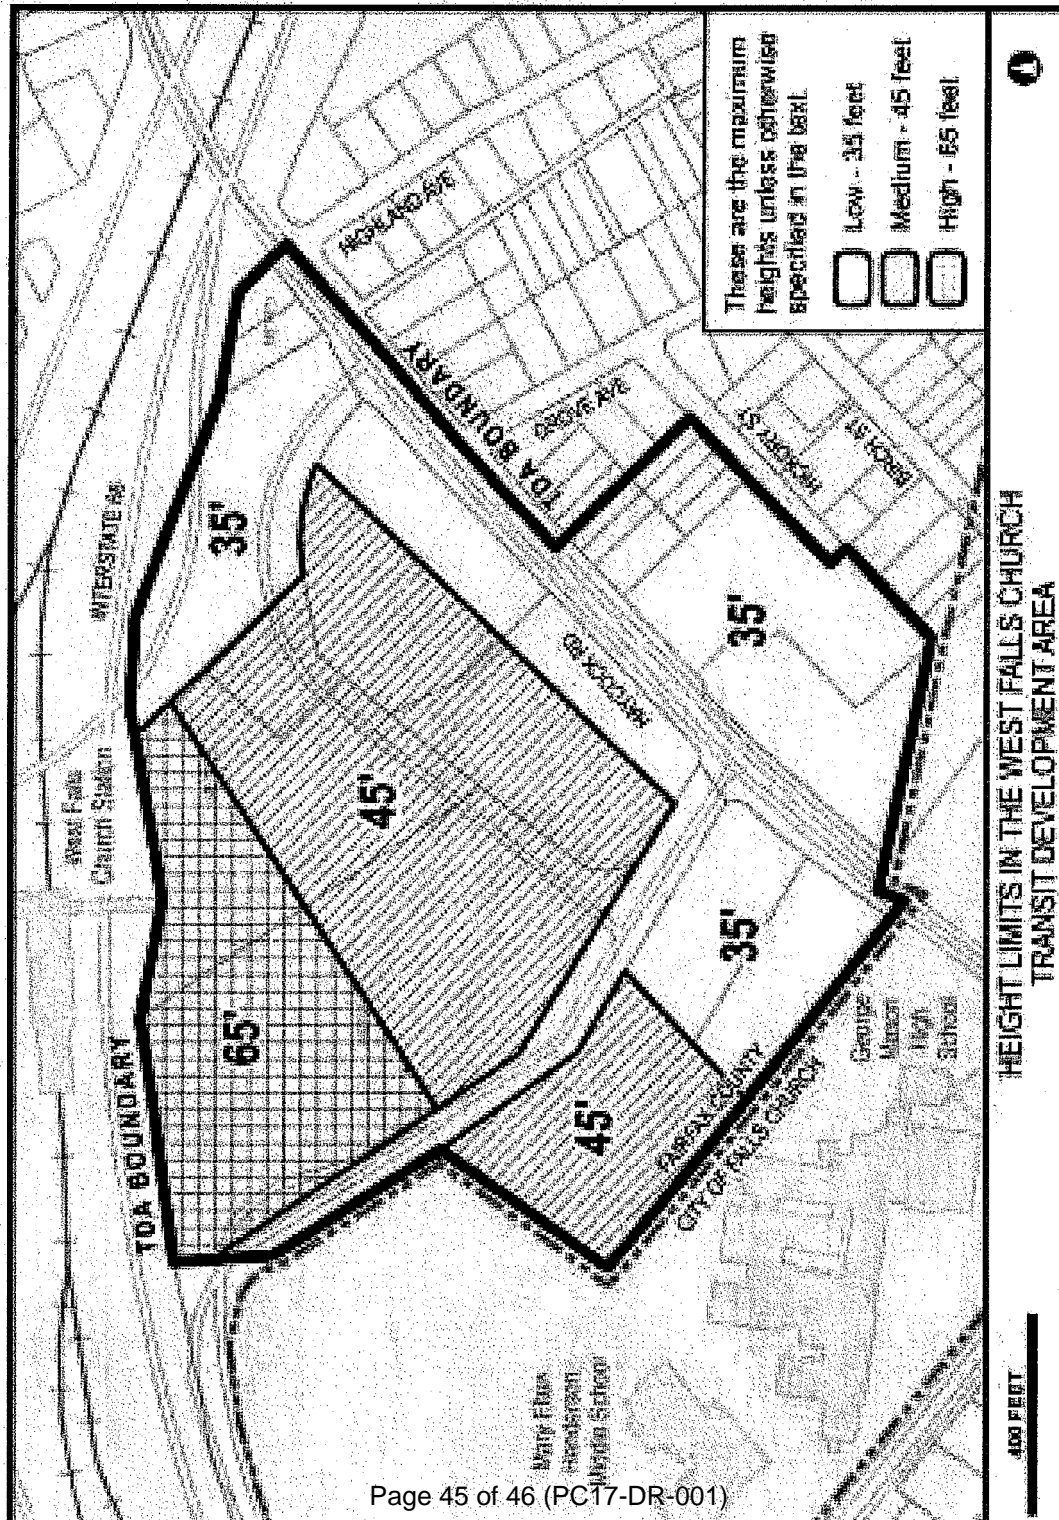 HEIGHT LIMITS IN THE WEST FALLS CHURCH
TRANSIT DEVELOPMENT AREA
400 FEET
These are the maximum
heights unless otherwise
specified in the text.
Low - 35 feet
Medium - 45 feet
High - 65 feet
INTERSTATE 66
West Falls
Church Station
TDA BOUNDARY
65'
45'
35'
HIGHLAND AVE
TDA BOUNDARY
GROVE AVE
HICKORY ST
BIRCH ST
HAYCOCK RD
35'
35'
45'
FAIRFAX COUNTY
CITY OF FALLS CHURCH
George
Mason
High
School
Mary Ellen
Henderson
Middle School
Page 45 of 46 (PC17-DR-001)